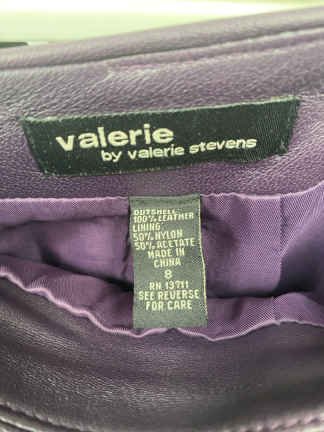 valerie
by valerie stevens
OUTSHELL:
100% LEATHER
LINING:
50% NYLON
50% ACETATE
MADE IN
CHINA
8
RN 13711
SEE REVERSE
FOR CARE